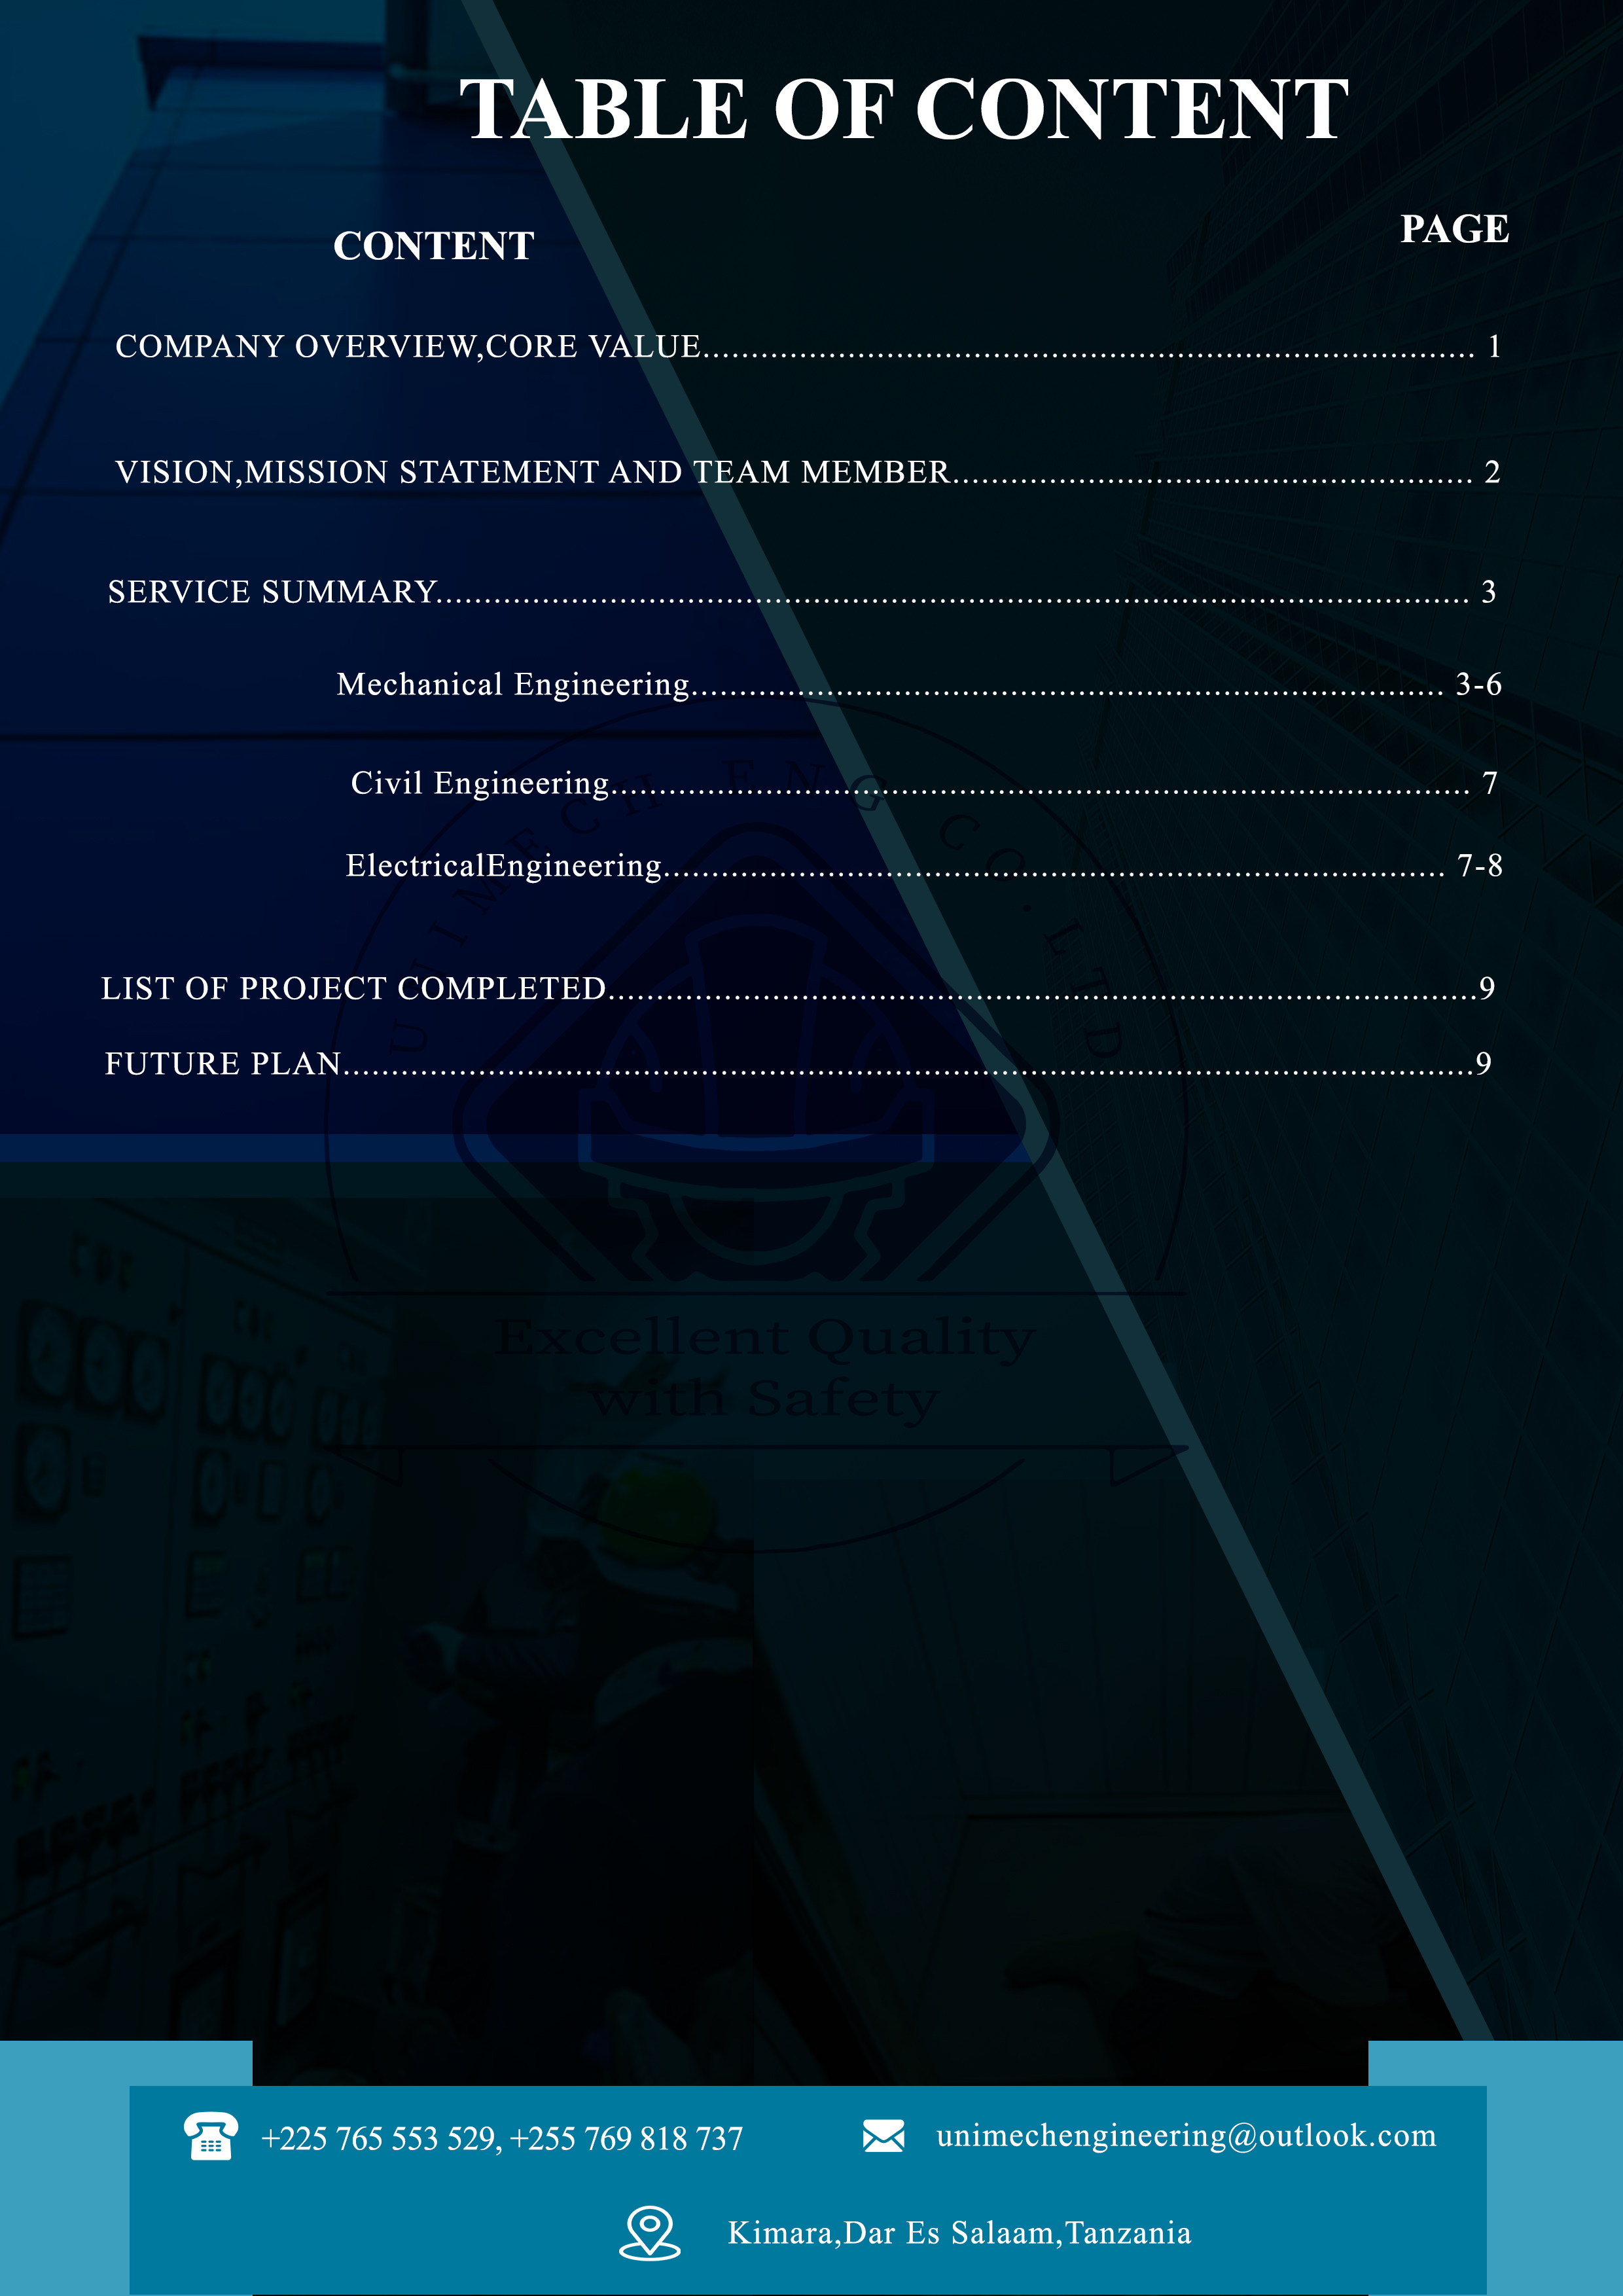 TABLE OF CONTENT
CONTENT
PAGE
COMPANY OVERVIEW,CORE VALUE................................................................................ 1
VISION,MISSION STATEMENT AND TEAM MEMBER...................................................... 2
SERVICE SUMMARY........................................................................................................... 3
Mechanical Engineering.............................................................................. 3-6
Civil Engineering......................................................................................... 7
ElectricalEngineering................................................................................. 7-8
LIST OF PROJECT COMPLETED..........................................................................................9
FUTURE PLAN.....................................................................................................................9
UNIMECH ENG CO.LTD
Excellent Quality
with Safety
+225 765 553 529, +255 769 818 737
unimechengineering@outlook.com
Kimara,Dar Es Salaam,Tanzania